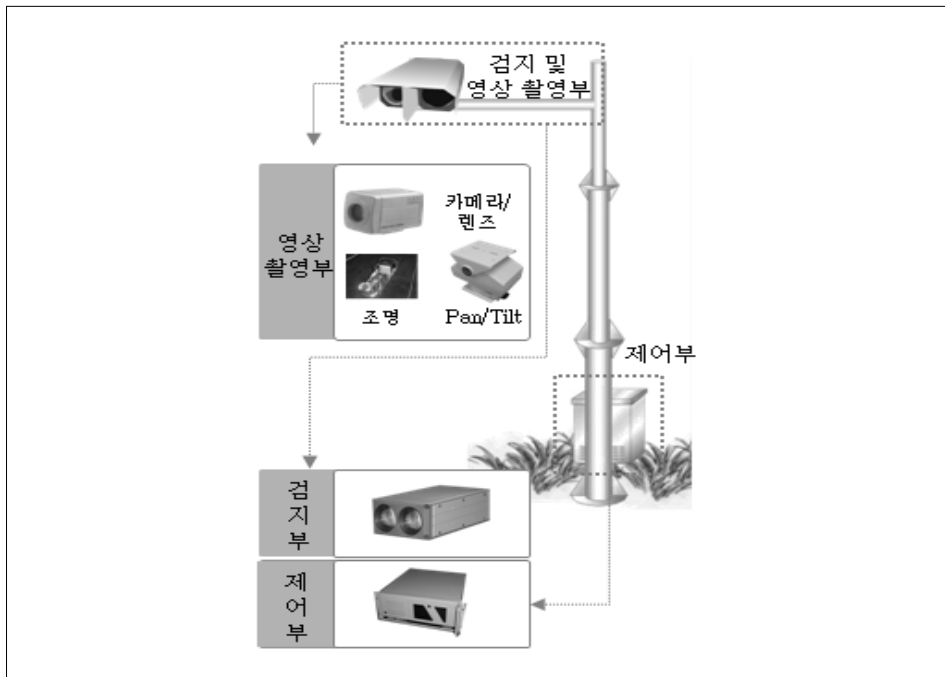 검지 및
영상 촬영부
카메라/
렌즈
영상
촬영부
조명
Pan/Tilt
제어부
검
지
부
제
어
부